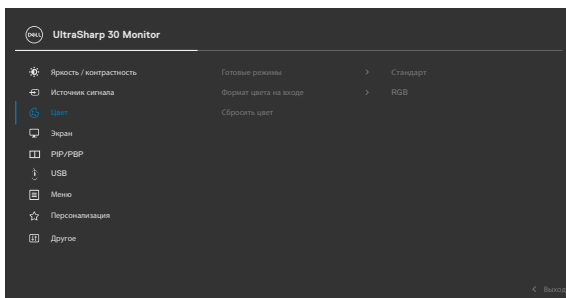 DELL UltraSharp 30 Monitor
Яркость / контрастность Готовые режимы > Стандарт
Источник сигнала Формат цвета на входе > RGB
Цвет Сбросить цвет
Экран
PIP/PBP
USB
Меню
Персонализация
Другое
< Выход